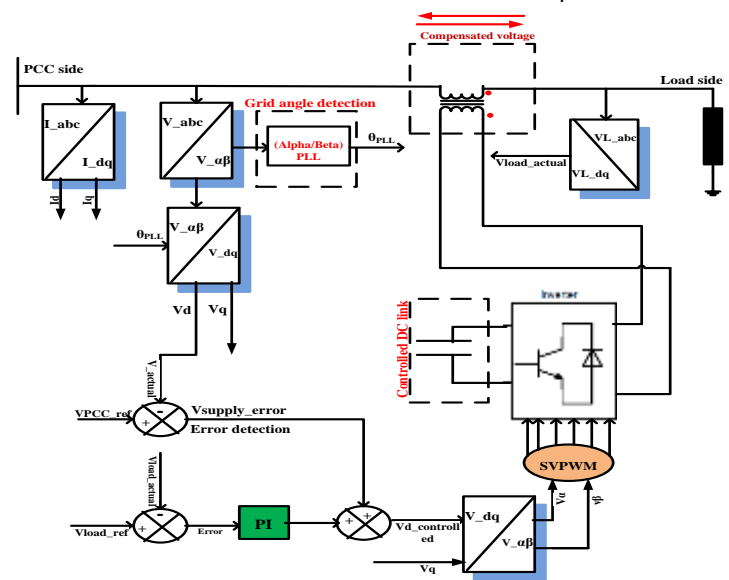 Compensated voltage
PCC side
Load side
I_abc
I_dq
V_abc
V_αβ
Grid angle detection
(Alpha/Beta)
PLL
θPLL
VL_abc
VL_dq
Vload_actual
Id
Iq
θPLL
V_αβ
V_dq
Vd
Vq
Inverter
Controlled DC link
V_actual
VPCC_ref
-
+
Vsupply_error
Error detection
SVPWM
Vload_actual
Vload_ref
-
+
Error
PI
+
+
Vd_controll
ed
Vq
V_dq
V_αβ
Vα
Vβ